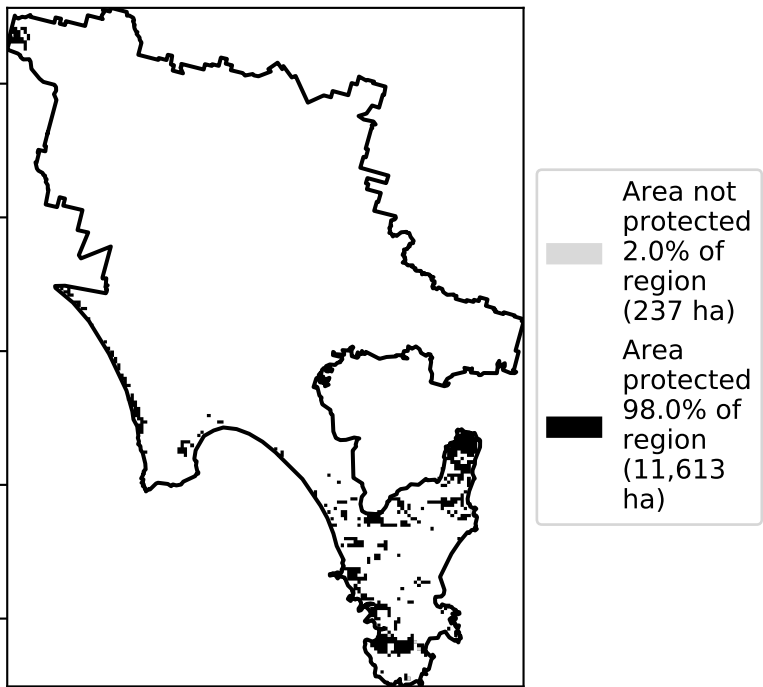 Area not
protected
2.0% of
region
(237 ha)
Area
protected
98.0% of
region
(11,613
ha)